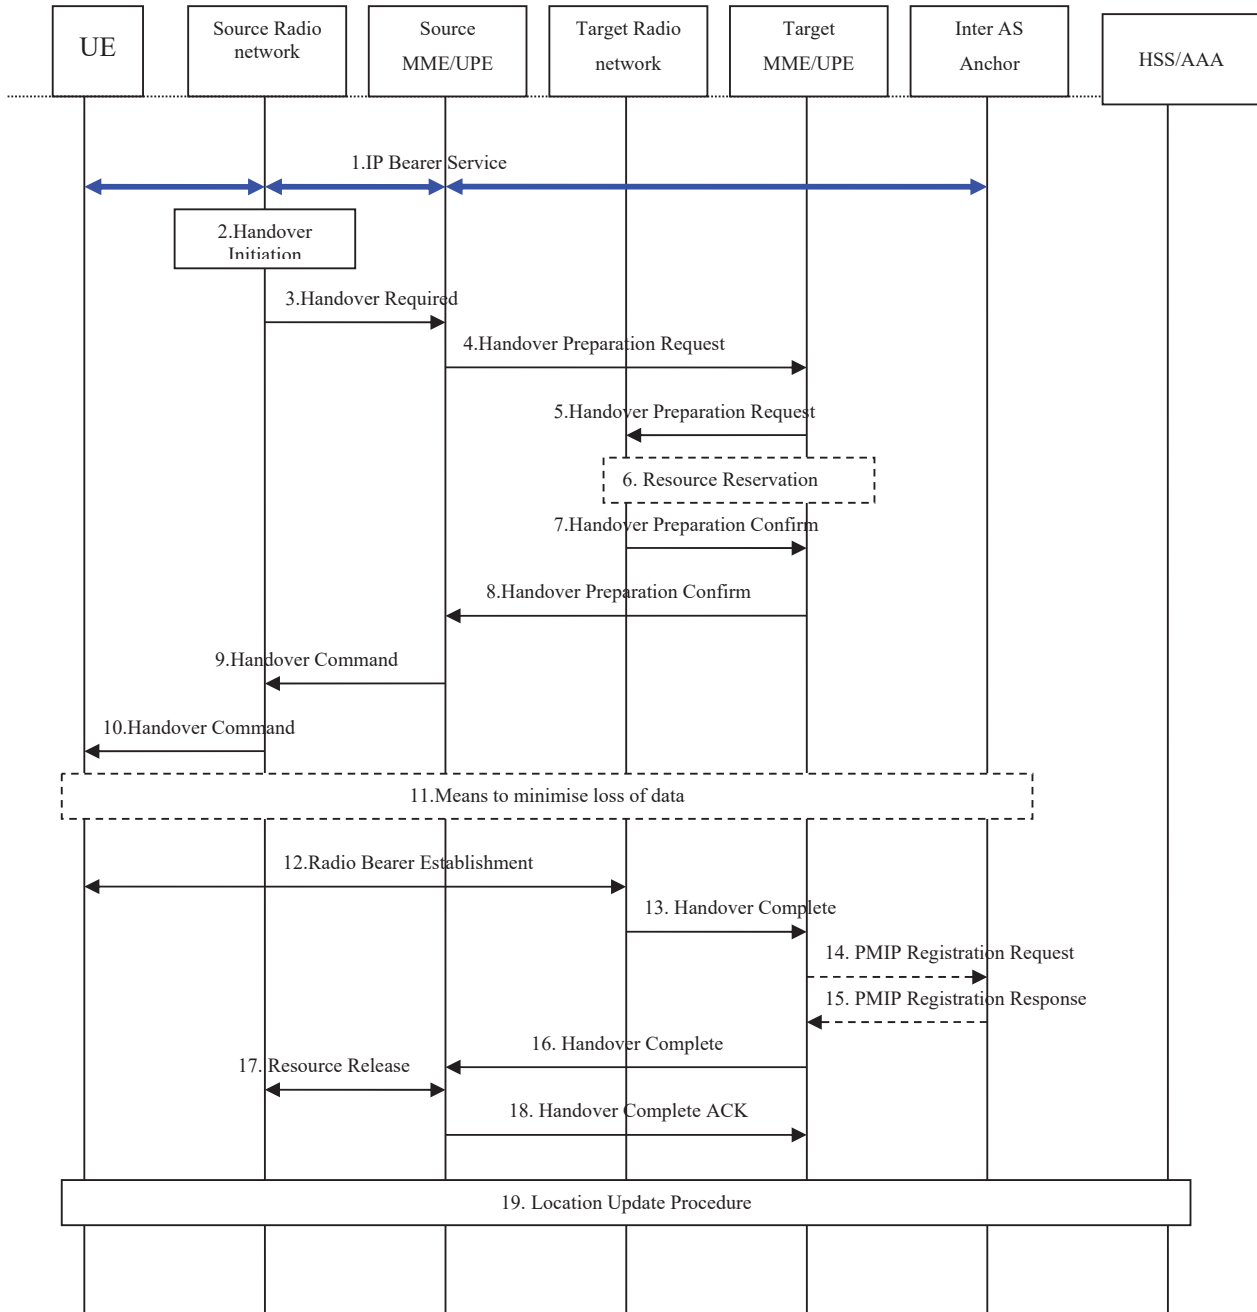 UE
Source Radio
network
Source
MME/UPE
Target Radio
network
Target
MME/UPE
Inter AS
Anchor
HSS/AAA
1.IP Bearer Service
2.Handover
Initiation
3.Handover Required
4.Handover Preparation Request
5.Handover Preparation Request
6. Resource Reservation
7.Handover Preparation Confirm
8.Handover Preparation Confirm
9.Handover Command
10.Handover Command
11.Means to minimise loss of data
12.Radio Bearer Establishment
13. Handover Complete
14. PMIP Registration Request
15. PMIP Registration Response
16. Handover Complete
17. Resource Release
18. Handover Complete ACK
19. Location Update Procedure